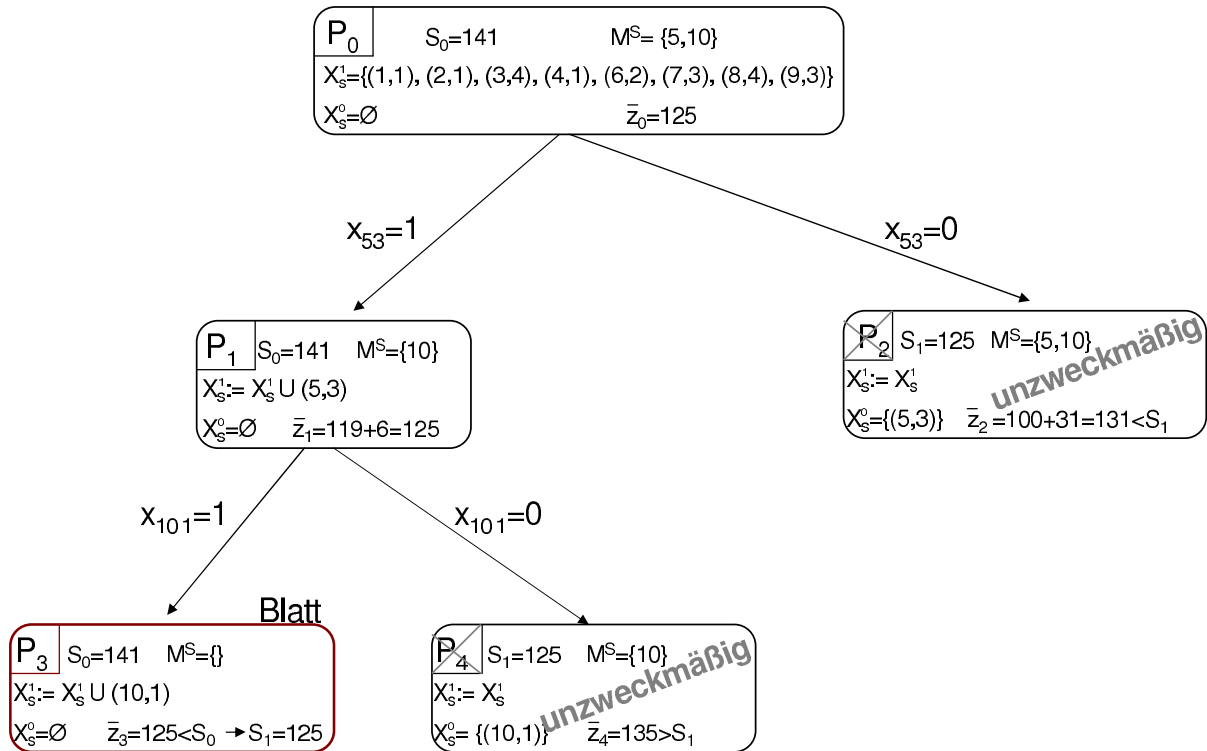 P₀ S₀=141 Mˢ= {5,10}
Xₛ¹={(1,1), (2,1), (3,4), (4,1), (6,2), (7,3), (8,4), (9,3)}
Xₛ⁰=Ø z̄₀=125
x₅₃=1
x₅₃=0
P₁ S₀=141 Mˢ={10}
Xₛ¹:= Xₛ¹ ∪ (5,3)
Xₛ⁰=Ø z̄₁=119+6=125
P₂ S₁=125 Mˢ={5,10}
Xₛ¹:= Xₛ¹
Xₛ⁰={(5,3)} z̄₂=100+31=131<S₁
unzweckmäßig
x₁₀₁=1
x₁₀₁=0
Blatt
P₃ S₀=141 Mˢ={}
Xₛ¹:= Xₛ¹ ∪ (10,1)
Xₛ⁰=Ø z̄₃=125<S₀ → S₁=125
P₄ S₁=125 Mˢ={10}
Xₛ¹:= Xₛ¹
Xₛ⁰= {(10,1)} z̄₄=135>S₁
unzweckmäßig